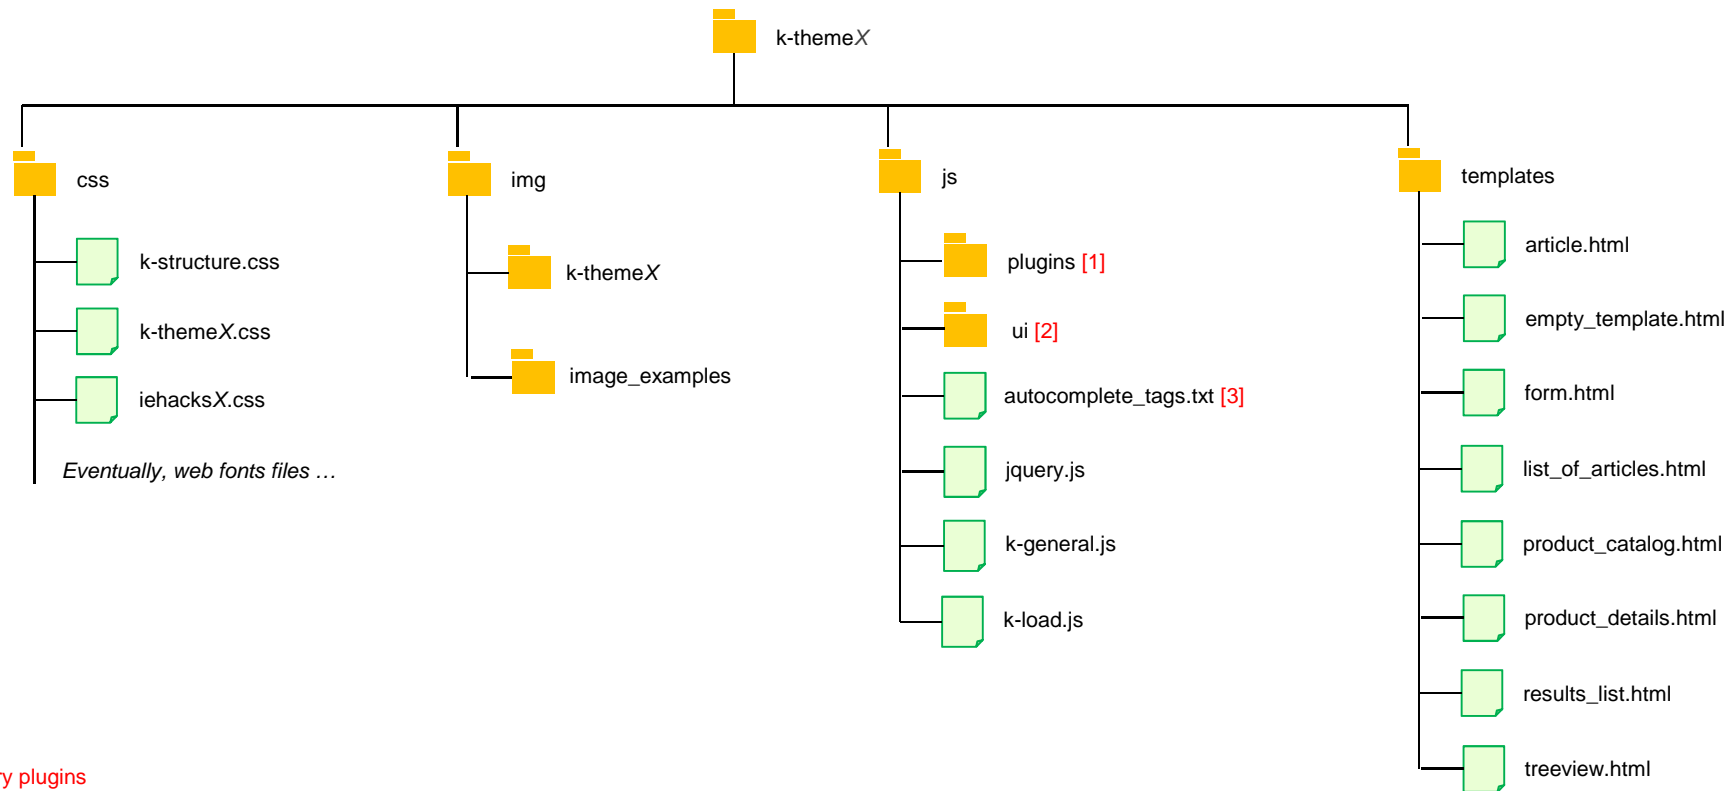 k-themeX
css
k-structure.css
k-themeX.css
iehacksX.css
Eventually, web fonts files …
img
k-themeX
image_examples
js
plugins [1]
ui [2]
autocomplete_tags.txt [3]
jquery.js
k-general.js
k-load.js
templates
article.html
empty_template.html
form.html
list_of_articles.html
product_catalog.html
product_details.html
results_list.html
treeview.html
ry plugins